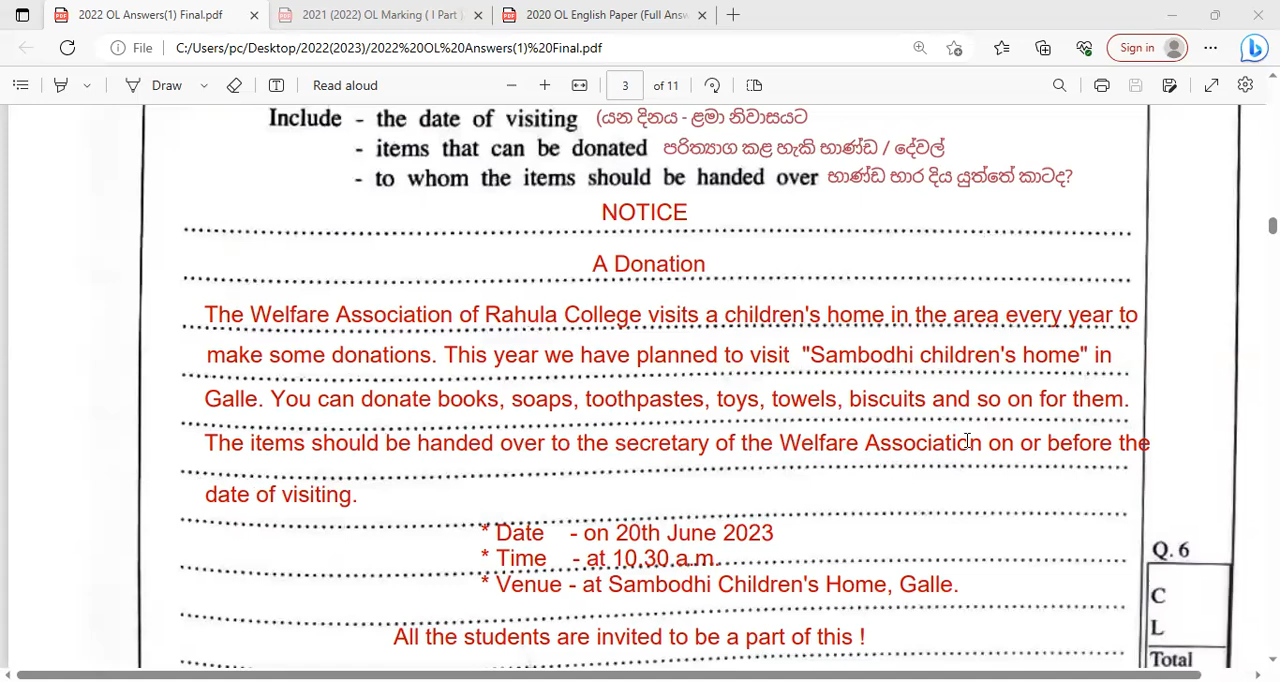 2022 OL Answers(1) Final.pdf
2021 (2022) OL Marking ( I Part )
2020 OL English Paper (Full Answ
File
C:/Users/pc/Desktop/2022(2023)/2022%20OL%20Answers(1)%20Final.pdf
Sign in
Draw
Read aloud
3 of 11
Include - the date of visiting (යන දිනය - ළමා නිවාසයට
- items that can be donated පරිත්‍යාග කළ හැකි භාණ්ඩ / දේවල්
- to whom the items should be handed over භාණ්ඩ භාර දිය යුත්තේ කාටද?
NOTICE
A Donation
The Welfare Association of Rahula College visits a children's home in the area every year to
make some donations. This year we have planned to visit "Sambodhi children's home" in
Galle. You can donate books, soaps, toothpastes, toys, towels, biscuits and so on for them.
The items should be handed over to the secretary of the Welfare Association on or before the
date of visiting.
* Date - on 20th June 2023
* Time - at 10.30.a.m.
* Venue - at Sambodhi Children's Home, Galle.
All the students are invited to be a part of this !
Q. 6
C
L
Total